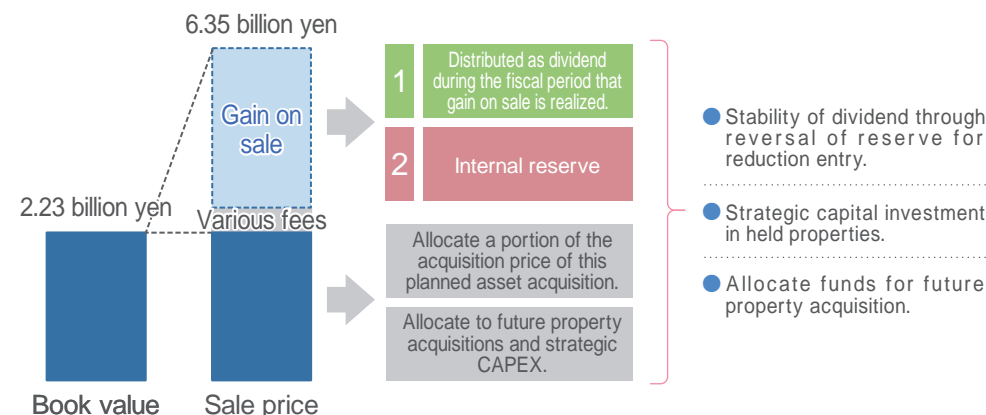 6.35 billion yen
Gain on
sale
2.23 billion yen
Various fees
Book value
Sale price
1
Distributed as dividend
during the fiscal period that
gain on sale is realized.
2
Internal reserve
Allocate a portion of the
acquisition price of this
planned asset acquisition.
Allocate to future property
acquisitions and strategic
CAPEX.
Stability of dividend through
reversal of reserve for
reduction entry.
Strategic capital investment
in held properties.
Allocate funds for future
property acquisition.